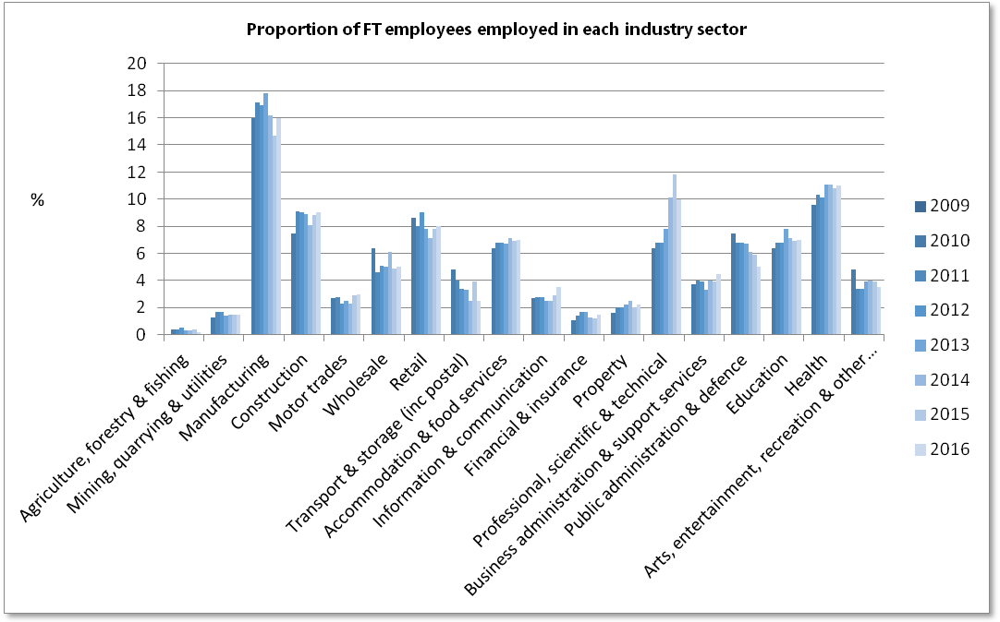 Proportion of FT employees employed in each industry sector
20
18
16
14
12
10
8
6
4
2
0
%
Agriculture, forestry & fishing
Mining, quarrying & utilities
Manufacturing
Construction
Motor trades
Wholesale
Retail
Transport & storage (inc postal)
Accommodation & food services
Information & communication
Financial & insurance
Property
Professional, scientific & technical
Business administration & support services
Public administration & defence
Education
Health
Arts, entertainment, recreation & other...
2009
2010
2011
2012
2013
2014
2015
2016